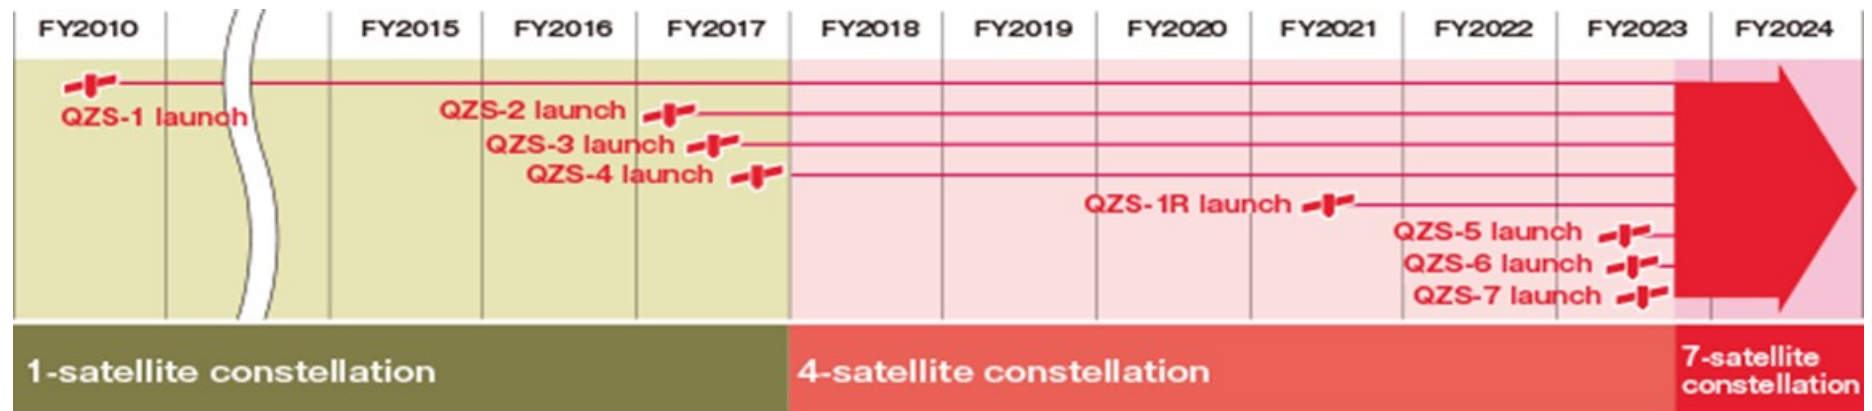 FY2010 FY2015 FY2016 FY2017 FY2018 FY2019 FY2020 FY2021 FY2022 FY2023 FY2024
QZS-1 launch
QZS-2 launch
QZS-3 launch
QZS-4 launch
QZS-1R launch
QZS-5 launch
QZS-6 launch
QZS-7 launch
1-satellite constellation
4-satellite constellation
7-satellite
constellation